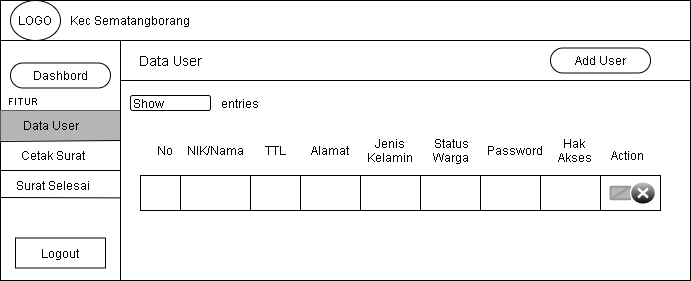 LOGO
Kec Sematangborang
Dashbord
FITUR
Data User
Cetak Surat
Surat Selesai
Logout
Data User
Add User
Show entries
No NIK/Nama TTL Alamat Jenis Kelamin Status Warga Password Hak Akses Action